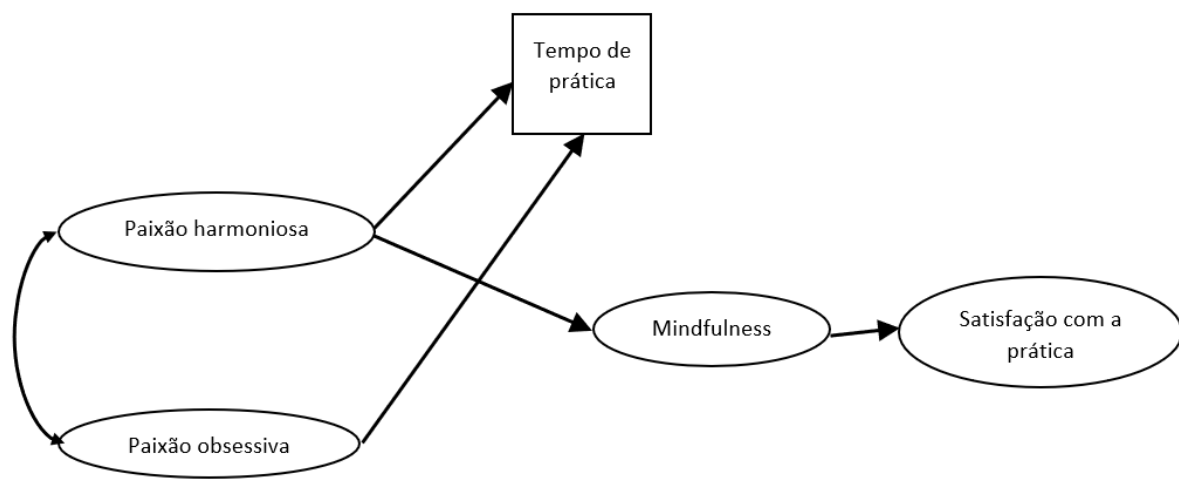 Tempo de
prática
Paixão harmoniosa
Mindfulness
Satisfação com a
prática
Paixão obsessiva